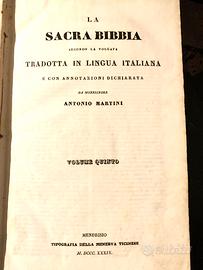 LA
SACRA BIBBIA
SECONDO LA VOLGATA
TRADOTTA IN LINGUA ITALIANA
E CON ANNOTAZIONI DICHIARATA
DA MONSIGNORE
ANTONIO MARTINI
VOLUME QUINTO
MENDRISIO
TIPOGRAFIA DELLA MINERVA TICINESE
M. DCCC. XXXIX.
subito